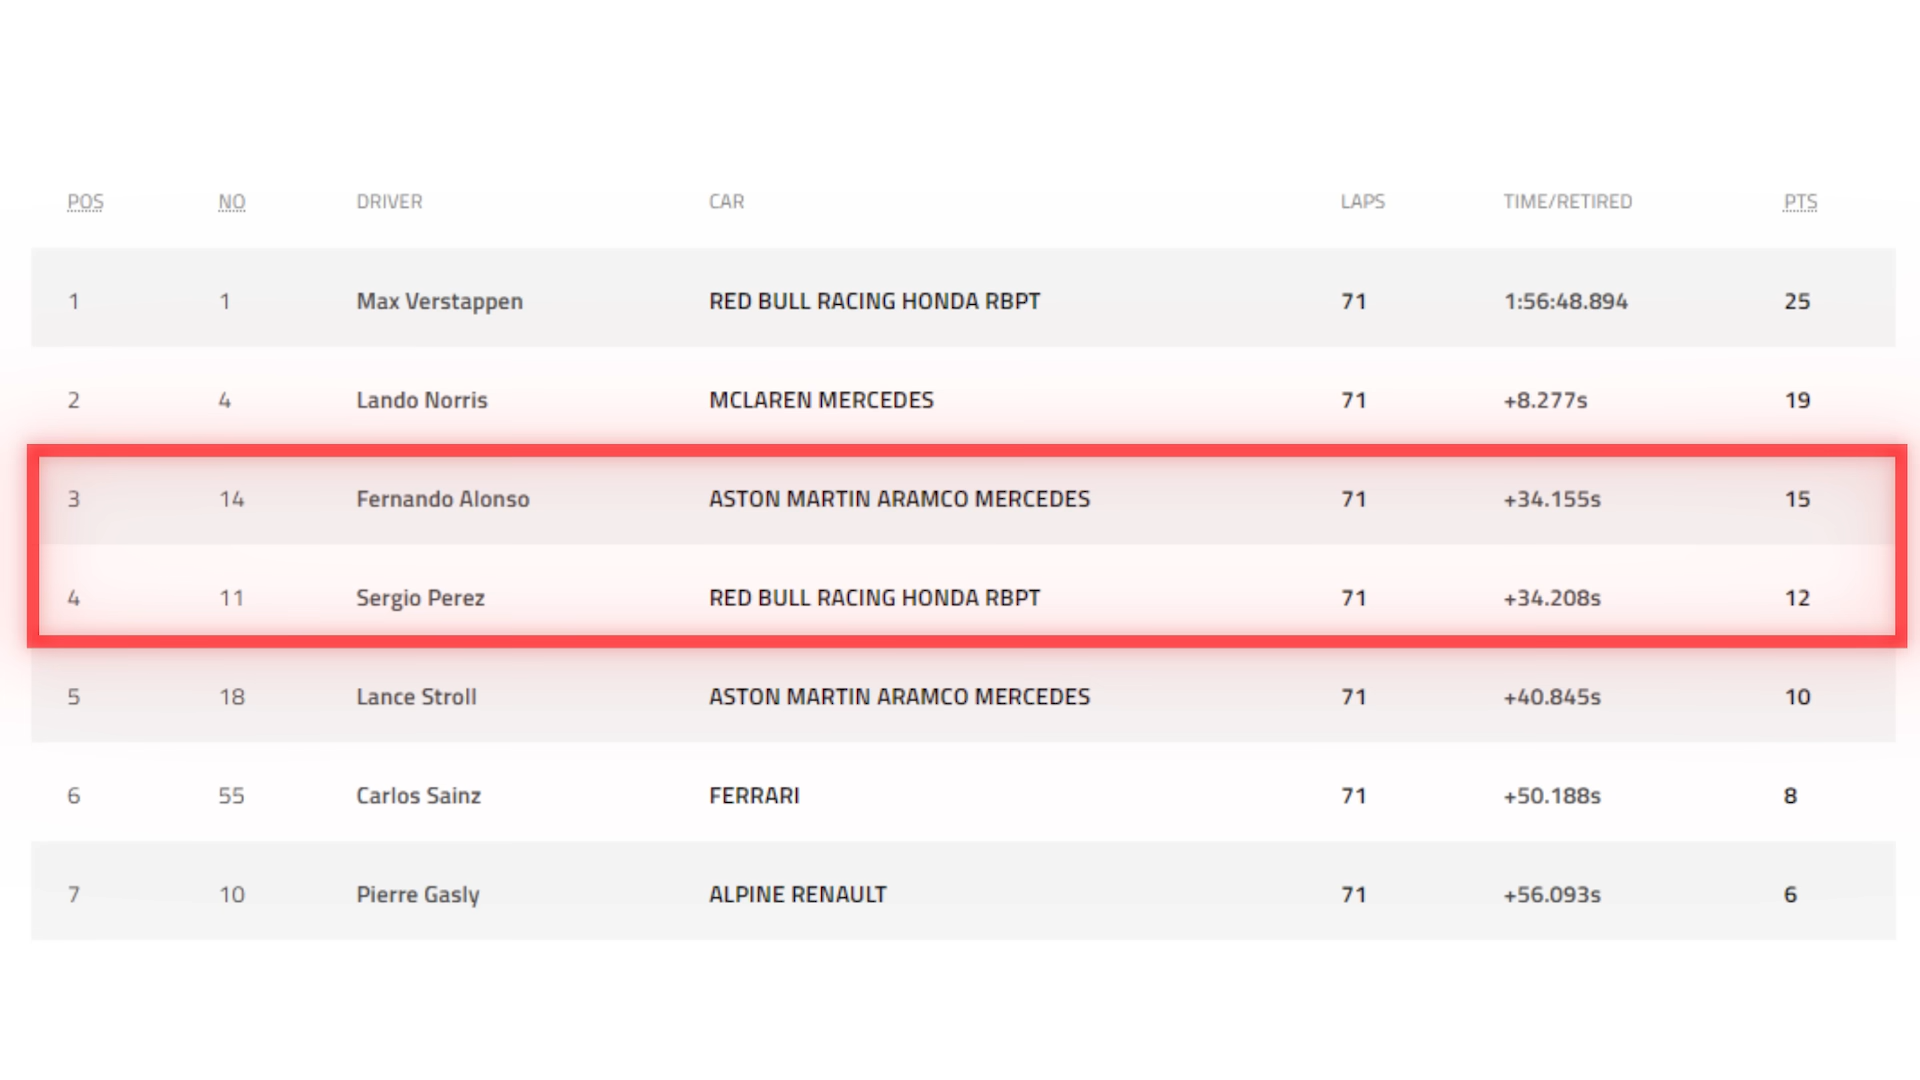 POS NO DRIVER CAR LAPS TIME/RETIRED PTS
1 1 Max Verstappen RED BULL RACING HONDA RBPT 71 1:56:48.894 25
2 4 Lando Norris MCLAREN MERCEDES 71 +8.277s 19
3 14 Fernando Alonso ASTON MARTIN ARAMCO MERCEDES 71 +34.155s 15
4 11 Sergio Perez RED BULL RACING HONDA RBPT 71 +34.208s 12
5 18 Lance Stroll ASTON MARTIN ARAMCO MERCEDES 71 +40.845s 10
6 55 Carlos Sainz FERRARI 71 +50.188s 8
7 10 Pierre Gasly ALPINE RENAULT 71 +56.093s 6